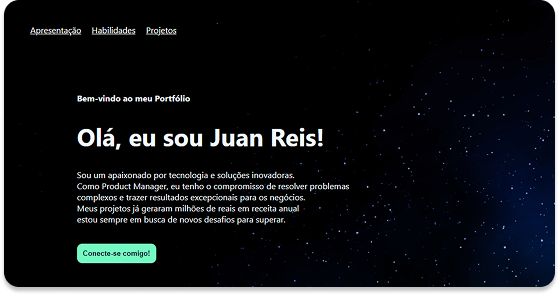 Apresentação Habilidades Projetos
Bem-vindo ao meu Portfólio
Olá, eu sou Juan Reis!
Sou um apaixonado por tecnologia e soluções inovadoras.
Como Product Manager, eu tenho o compromisso de resolver problemas
complexos e trazer resultados excepcionais para os negócios.
Meus projetos já geraram milhões de reais em receita anual
estou sempre em busca de novos desafios para superar.
Conecte-se comigo!